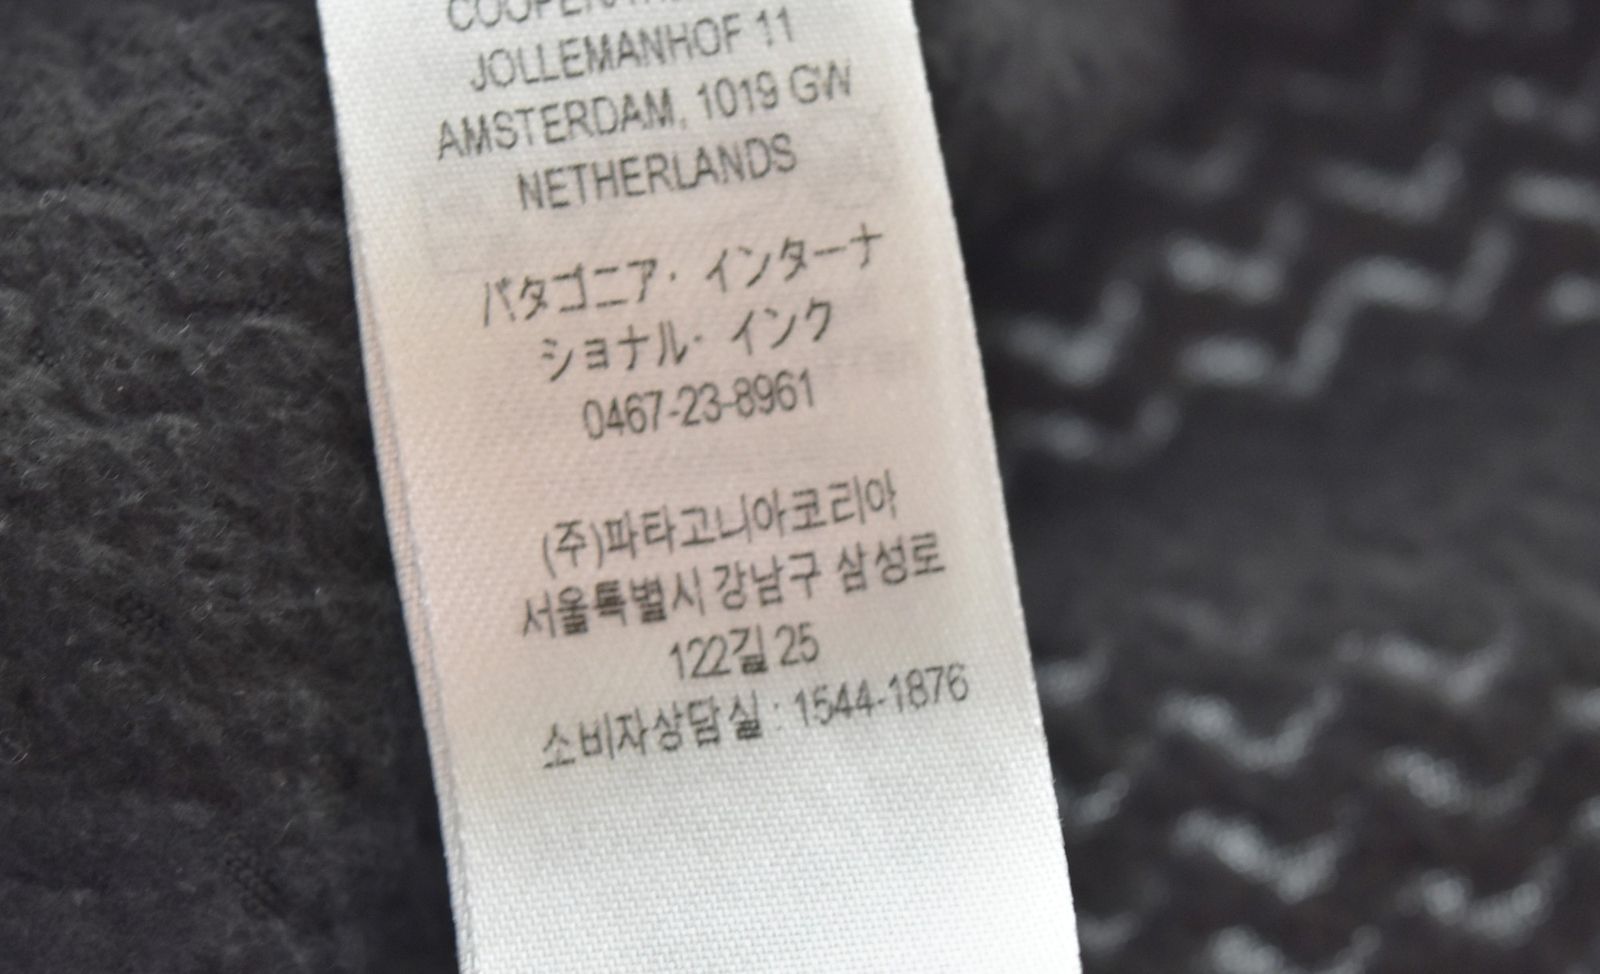 JOLLEMANHOF 11
AMSTERDAM, 1019 GW
NETHERLANDS
パタゴニア・インターナ
ショナル・インク
0467-23-8961
(주)파타고니아코리아
서울특별시 강남구 삼성로
122길 25
소비자상담실 : 1544-1876